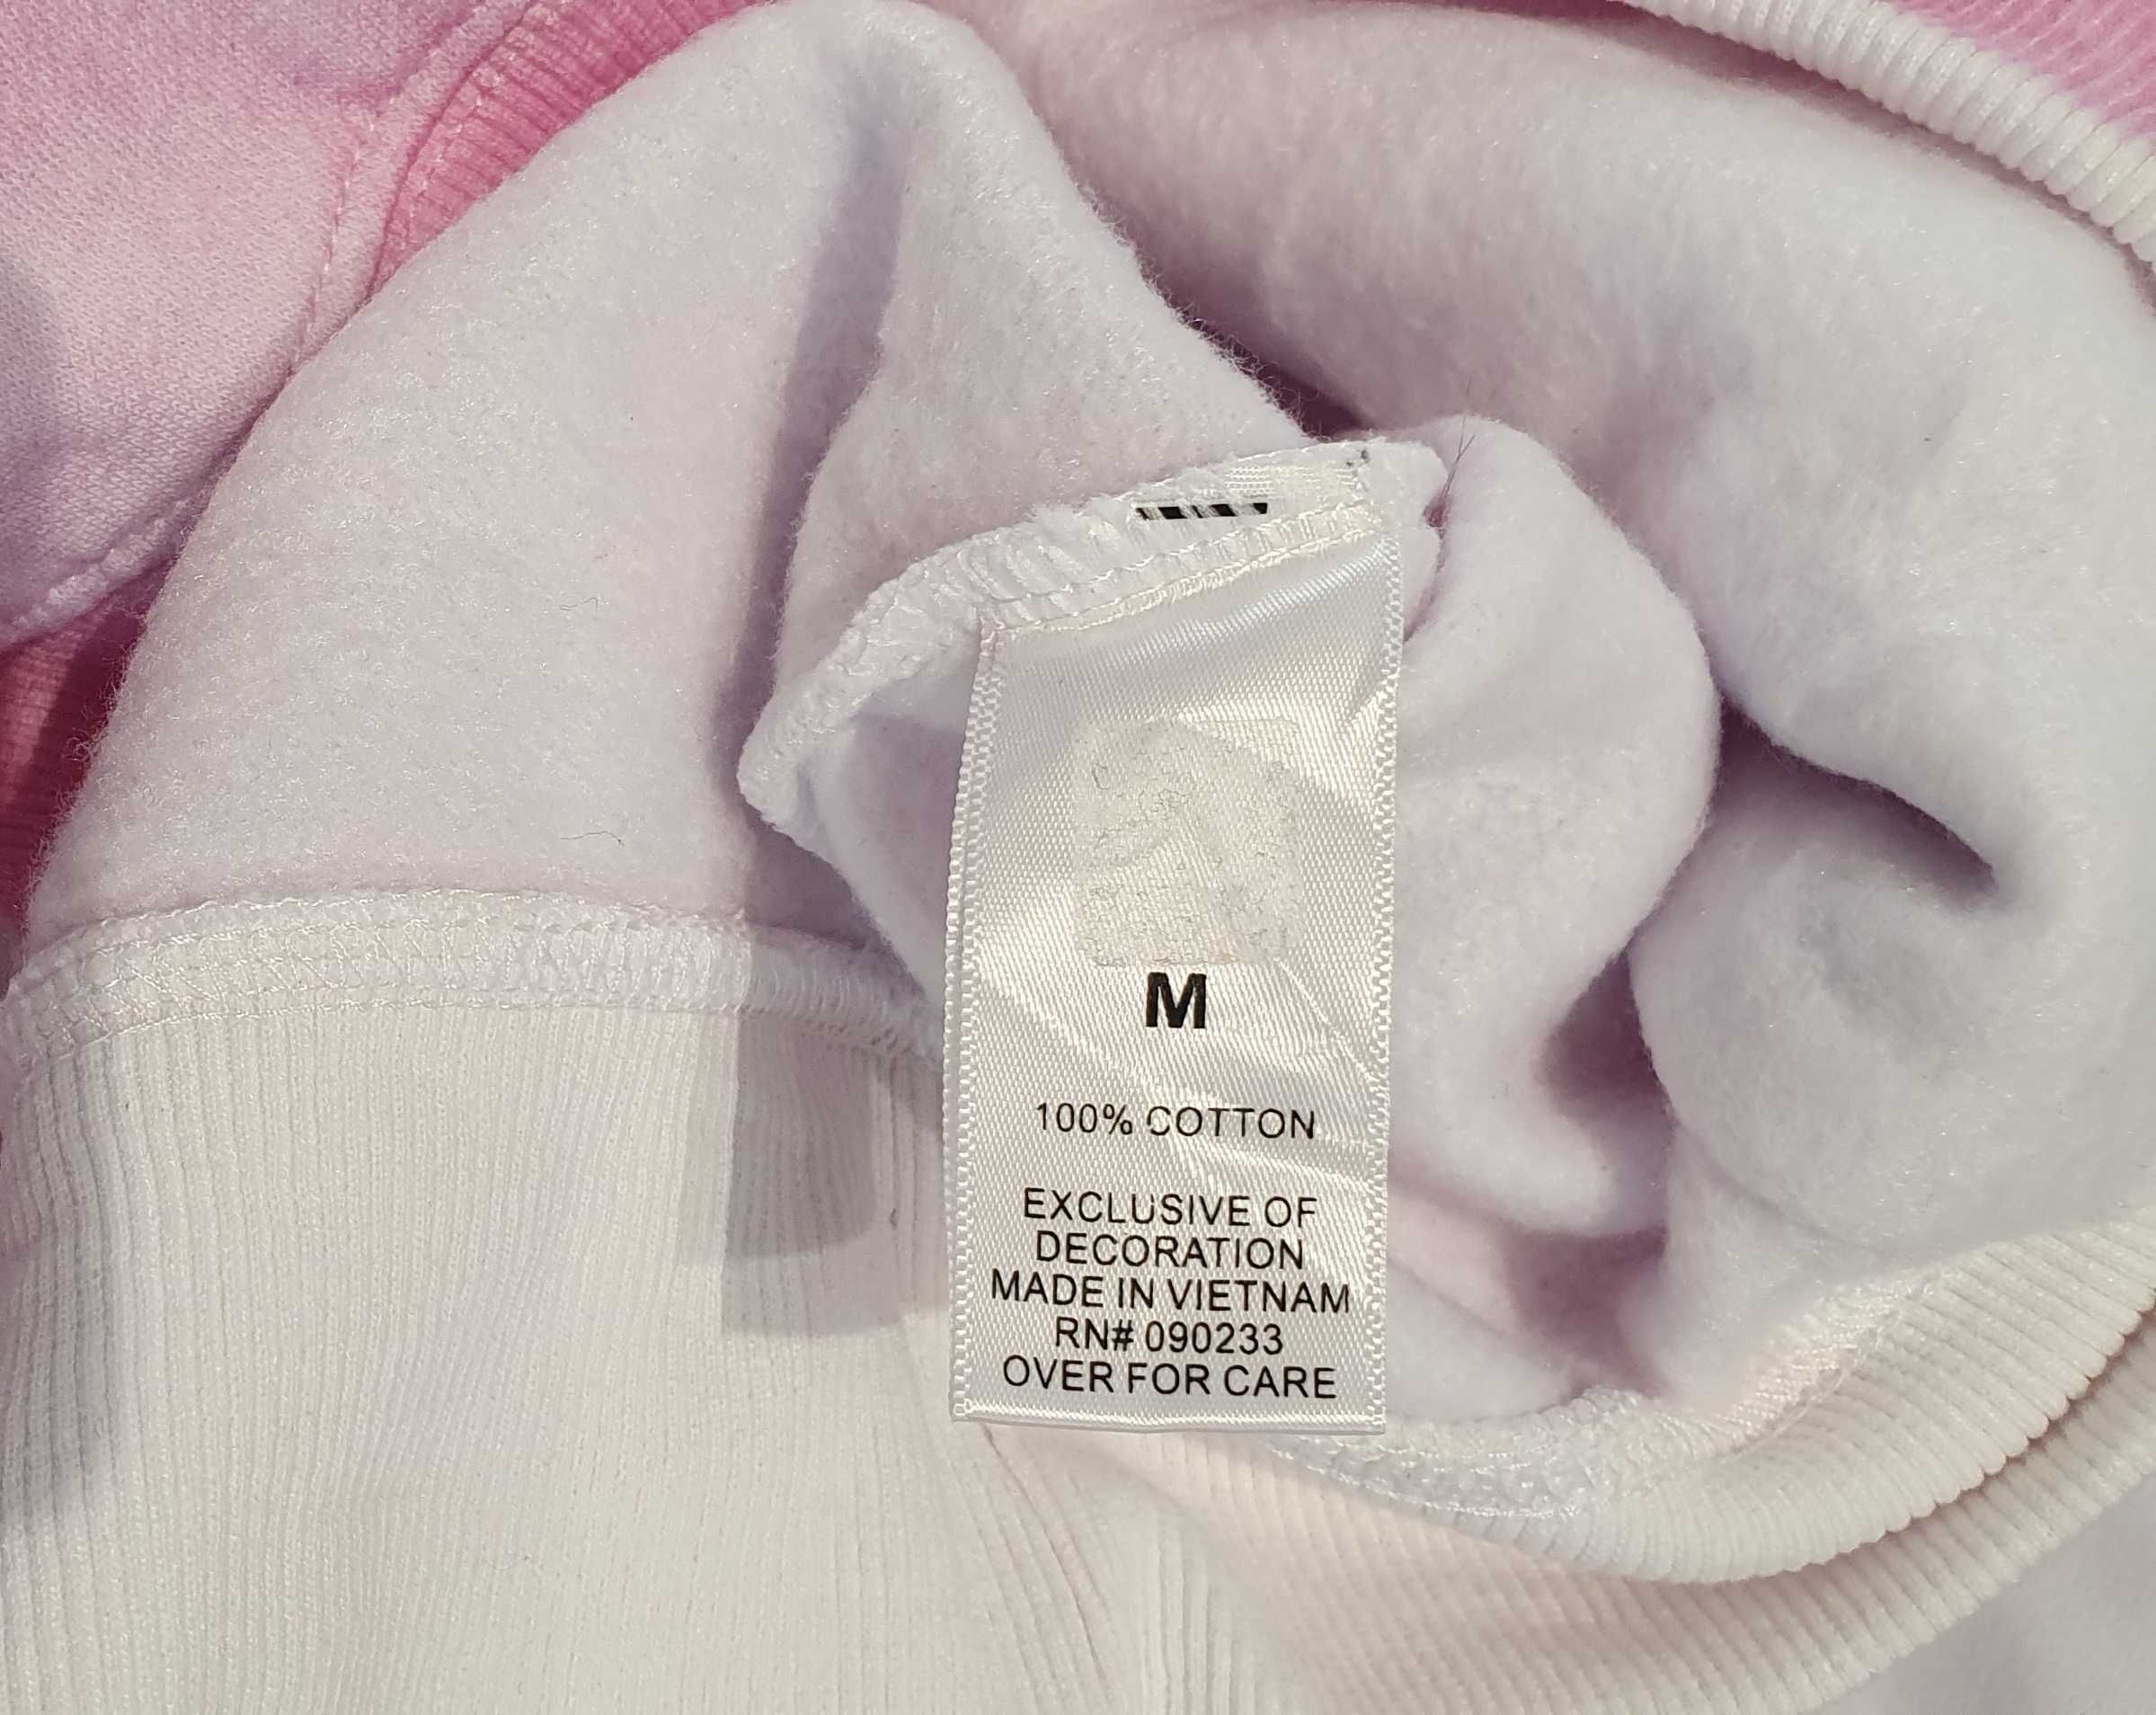 M
100% COTTON
EXCLUSIVE OF
DECORATION
MADE IN VIETNAM
RN# 090233
OVER FOR CARE